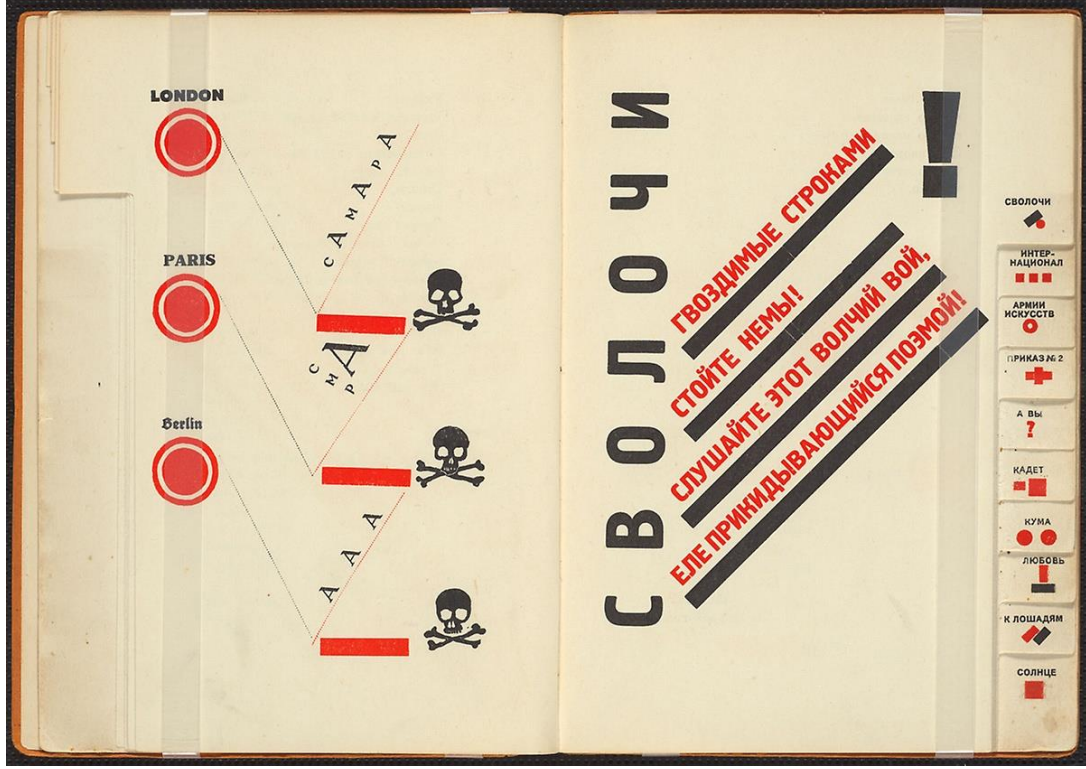 LONDON
САМАРА
PARIS
САМАРА
Berlin
ААА
СВОЛОЧИ
!
ГВОЗДИМЫЕ СТРОКАМИ
СТОЙТЕ НЕМЫ!
СЛУШАЙТЕ ЭТОТ ВОЛЧИЙ ВОЙ,
ЕЛЕ ПРИКИДЫВАЮЩИЙСЯ ПОЭМОЙ!
СВОЛОЧИ
ИНТЕР-
НАЦИОНАЛ
АРМИИ
ИСКУССТВ
ПРИКАЗ № 2
А ВЫ
?
КАДЕТ
КУМА
ЛЮБОВЬ
К ЛОШАДЯМ
СОЛНЦЕ